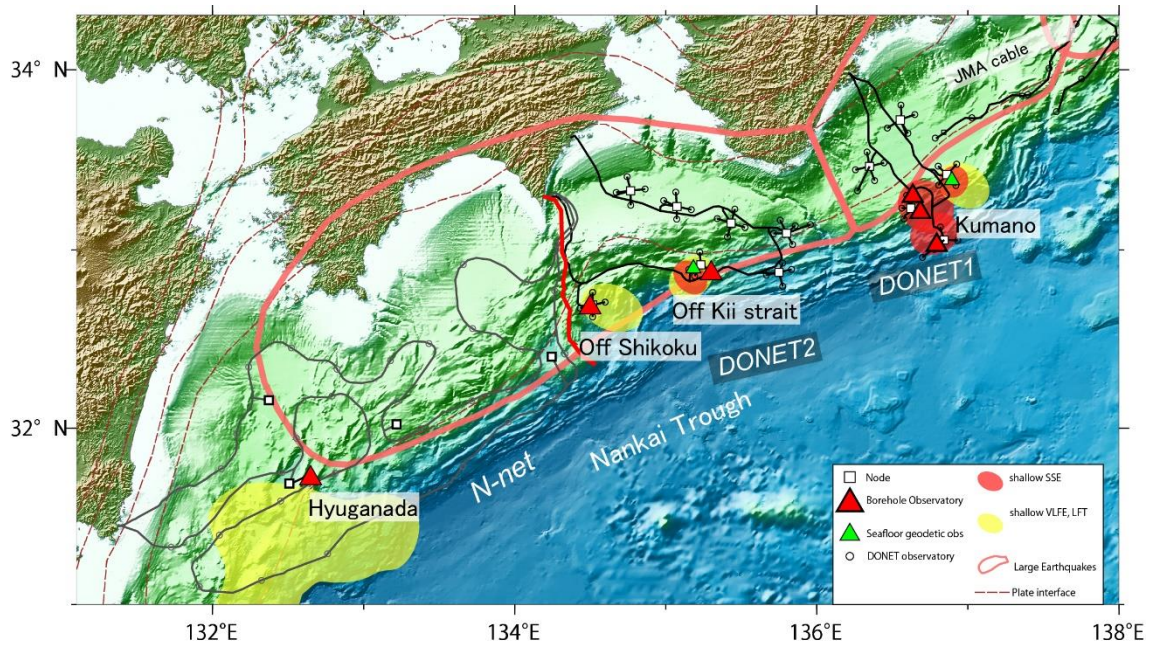 34°
N
32° N
132°E
134°E
136°E
138°E
JMA cable
Kumano
DONET1
Off Kii strait
DONET2
Off Shikoku
Nankai Trough
N-net
Hyuganada
Node
Borehole Observatory
Seafloor geodetic obs
DONET observatory
shallow SSE
shallow VLFE, LFT
Large Earthquakes
Plate interface